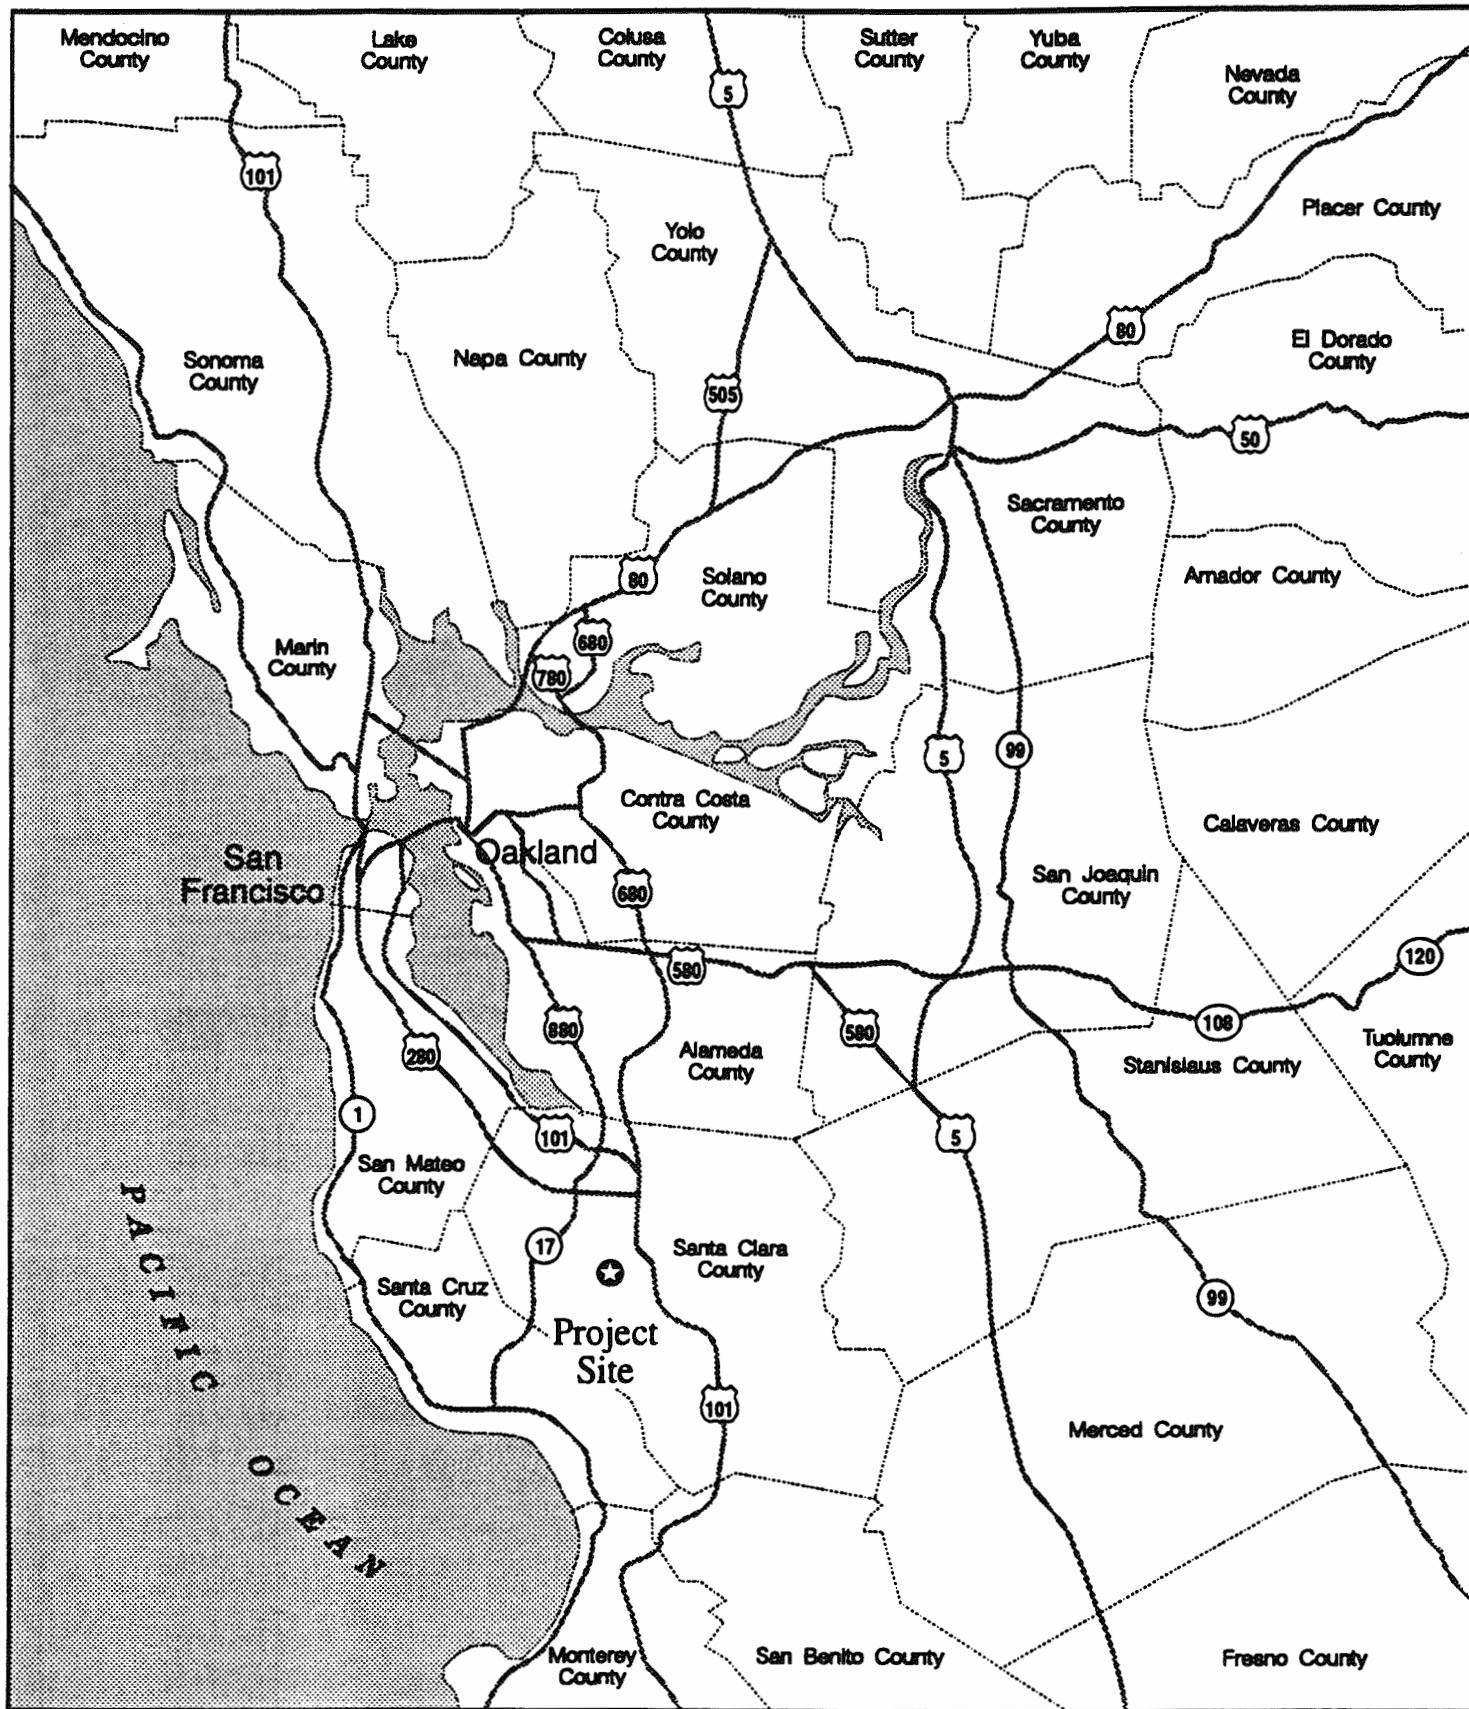 Mendocino
County
Lake
County
Colusa
County
Sutter
County
Yuba
County
Nevada
County
5
101
Placer County
Yolo
County
80
El Dorado
County
Sonoma
County
Napa County
505
50
Sacramento
County
80
Solano
County
Amador County
680
Marin
County
780
5
99
Contra Costa
County
Calaveras County
San
Francisco
Oakland
680
San Joaquin
County
580
120
880
580
108
280
Alameda
County
Stanislaus County
Tuolumne
County
1
101
5
San Mateo
County
PACIFIC
17
Santa Clara
County
Santa Cruz
County
99
Project
Site
101
Merced County
OCEAN
Monterey
County
San Benito County
Fresno County